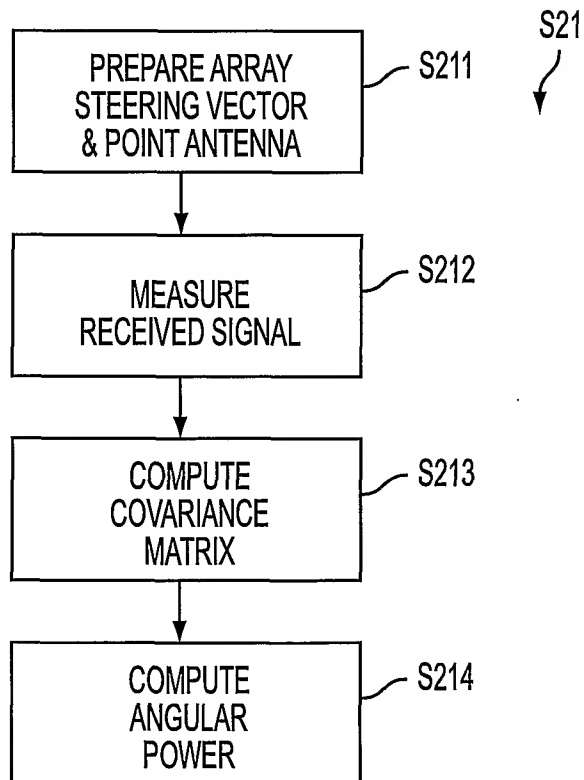 S21
PREPARE ARRAY
STEERING VECTOR
& POINT ANTENNA
S211
MEASURE
RECEIVED SIGNAL
S212
COMPUTE
COVARIANCE
MATRIX
S213
COMPUTE
ANGULAR
POWER
S214